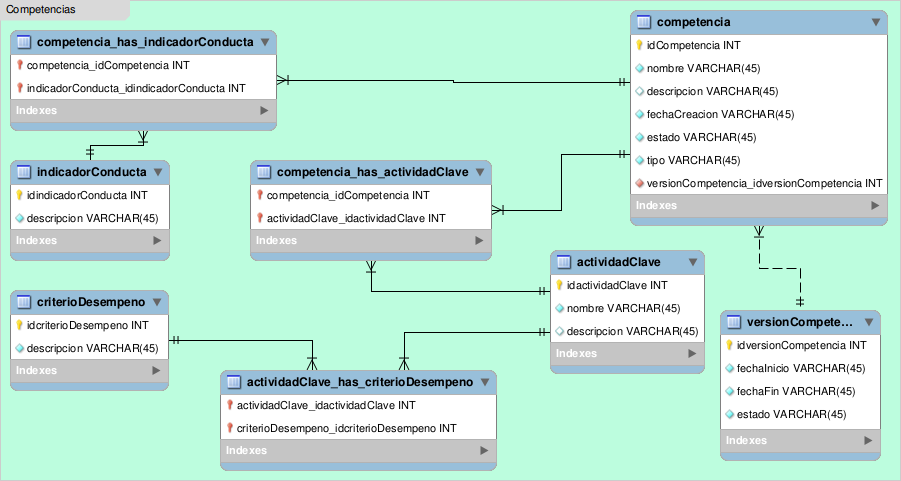 Competencias
competencia_has_indicadorConducta
competencia_idCompetencia INT
indicadorConducta_idindicadorConducta INT
Indexes
competencia
idCompetencia INT
nombre VARCHAR(45)
descripcion VARCHAR(45)
fechaCreacion VARCHAR(45)
estado VARCHAR(45)
tipo VARCHAR(45)
versionCompetencia_idversionCompetencia INT
Indexes
indicadorConducta
idindicadorConducta INT
descripcion VARCHAR(45)
Indexes
competencia_has_actividadClave
competencia_idCompetencia INT
actividadClave_idactividadClave INT
Indexes
actividadClave
idactividadClave INT
nombre VARCHAR(45)
descripcion VARCHAR(45)
Indexes
criterioDesempeno
idcriterioDesempeno INT
descripcion VARCHAR(45)
Indexes
versionCompete...
idversionCompetencia INT
fechaInicio VARCHAR(45)
fechaFin VARCHAR(45)
estado VARCHAR(45)
Indexes
actividadClave_has_criterioDesempeno
actividadClave_idactividadClave INT
criterioDesempeno_idcriterioDesempeno INT
Indexes